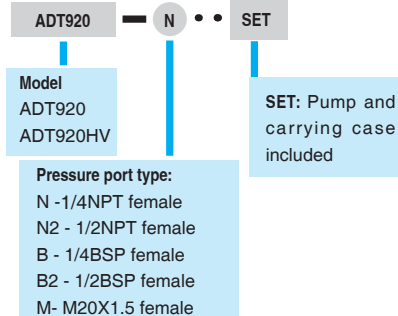 ADT920 — N • • SET
Model
ADT920
ADT920HV
SET: Pump and
carrying case
included
Pressure port type:
N -1/4NPT female
N2 - 1/2NPT female
B - 1/4BSP female
B2 - 1/2BSP female
M- M20X1.5 female